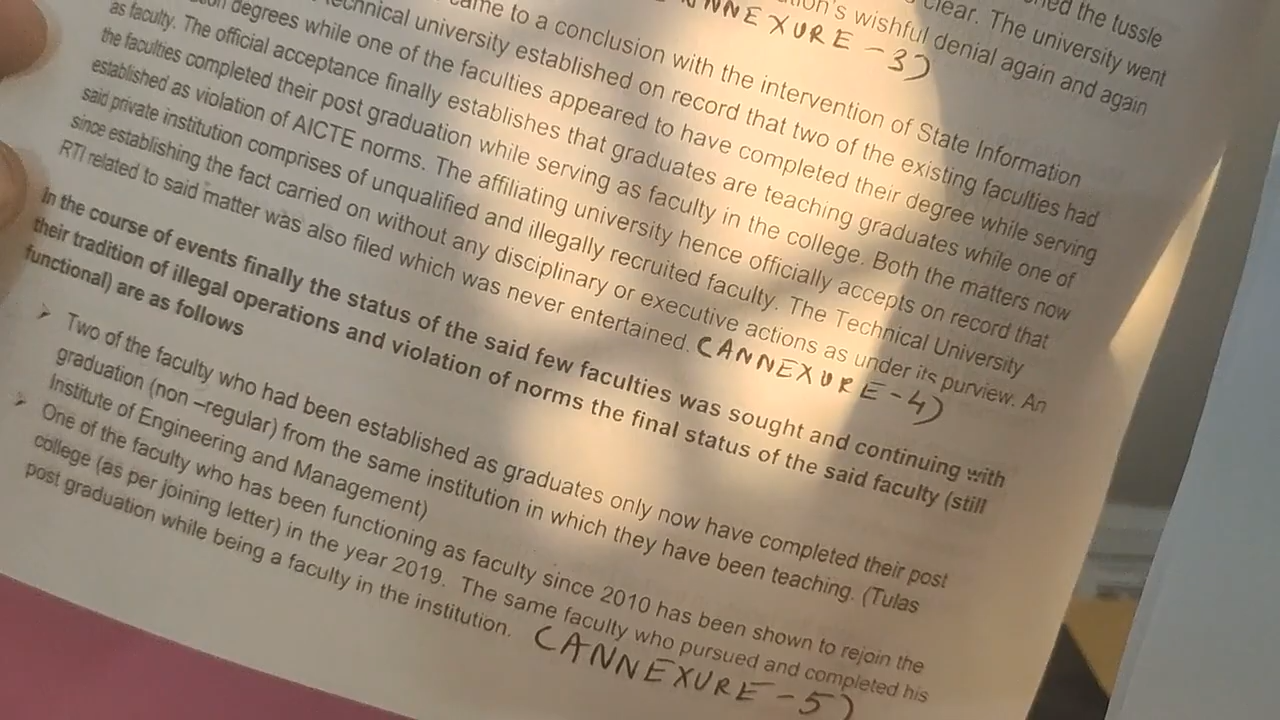 the tussle
clear. The university went
wishful denial again and again
ANNEXURE-3)
came to a conclusion with the intervention of State Information
technical university established on record that two of the existing faculties had
degrees while one of the faculties appeared to have completed their degree while serving
as faculty. The official acceptance finally establishes that graduates are teaching graduates while one of
the faculties completed their post graduation while serving as faculty in the college. Both the matters now
established as violation of AICTE norms. The affiliating university hence officially accepts on record that
said private institution comprises of unqualified and illegally recruited faculty. The Technical University
since establishing the fact carried on without any disciplinary or executive actions as under its purview. An
RTI related to said matter was also filed which was never entertained. (ANNEXURE-4)
In the course of events finally the status of the said few faculties was sought and continuing with
their tradition of illegal operations and violation of norms the final status of the said faculty (still
functional) are as follows
➤ Two of the faculty who had been established as graduates only now have completed their post
graduation (non –regular) from the same institution in which they have been teaching. (Tulas
Institute of Engineering and Management)
➤ One of the faculty who has been functioning as faculty since 2010 has been shown to rejoin the
college (as per joining letter) in the year 2019. The same faculty who pursued and completed his
post graduation while being a faculty in the institution. (ANNEXURE-5)